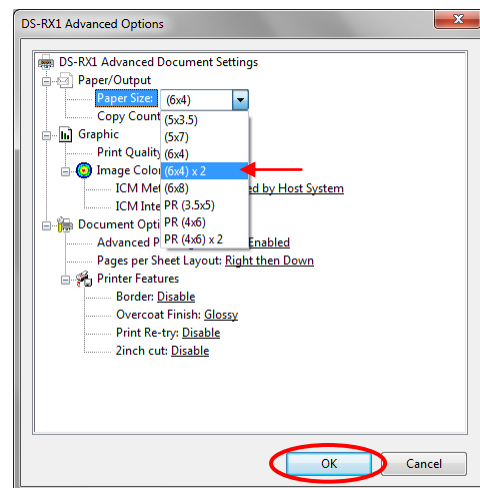 DS-RX1 Advanced Options
DS-RX1 Advanced Document Settings
Paper/Output
Paper Size: (6x4)
Copy Count
(5x3.5)
Graphic
(5x7)
Print Quality
(6x4)
Image Color
(6x4) x 2
ICM Met
(6x8)
ed by Host System
ICM Inte
PR (3.5x5)
Document Opti
PR (4x6)
Advanced P
PR (4x6) x 2
Enabled
Pages per Sheet Layout: Right then Down
Printer Features
Border: Disable
Overcoat Finish: Glossy
Print Re-try: Disable
2inch cut: Disable
OK
Cancel